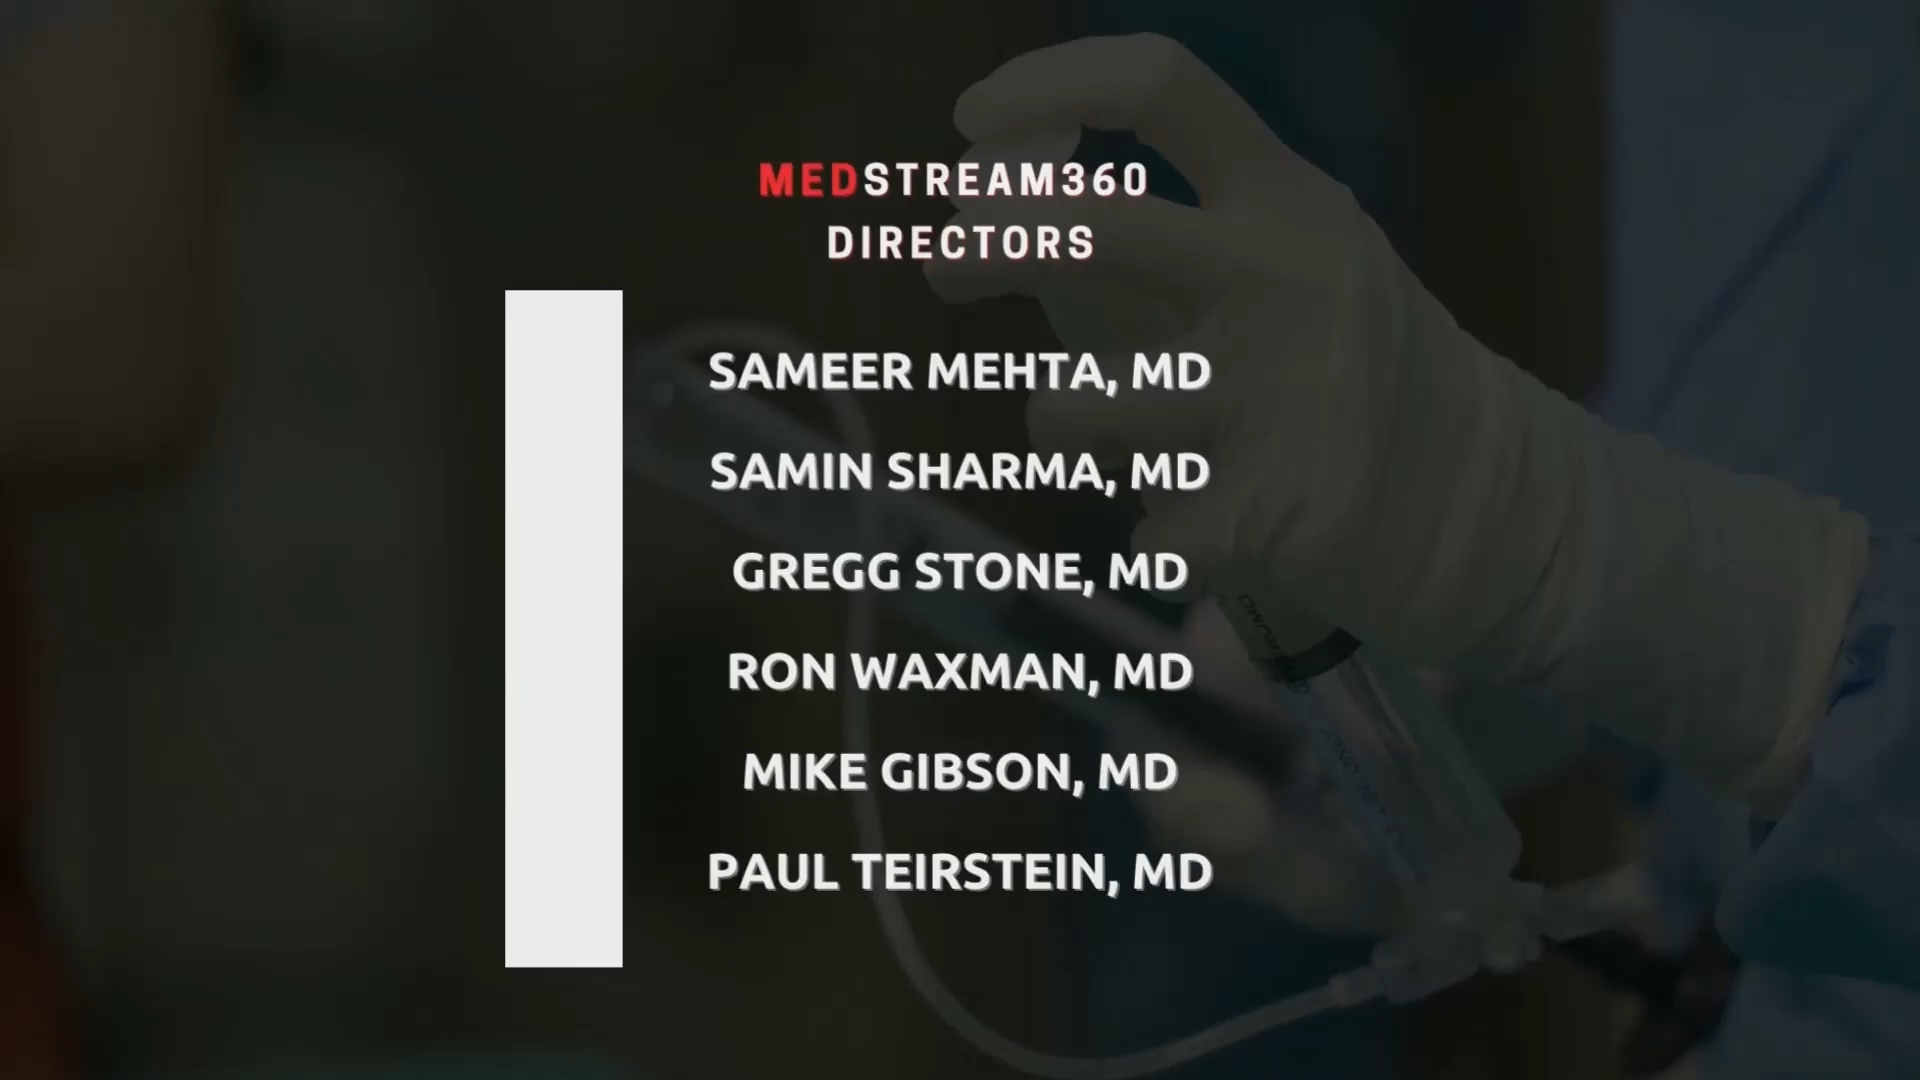 MEDSTREAM360
DIRECTORS
SAMEER MEHTA, MD
SAMIN SHARMA, MD
GREGG STONE, MD
RON WAXMAN, MD
MIKE GIBSON, MD
PAUL TEIRSTEIN, MD